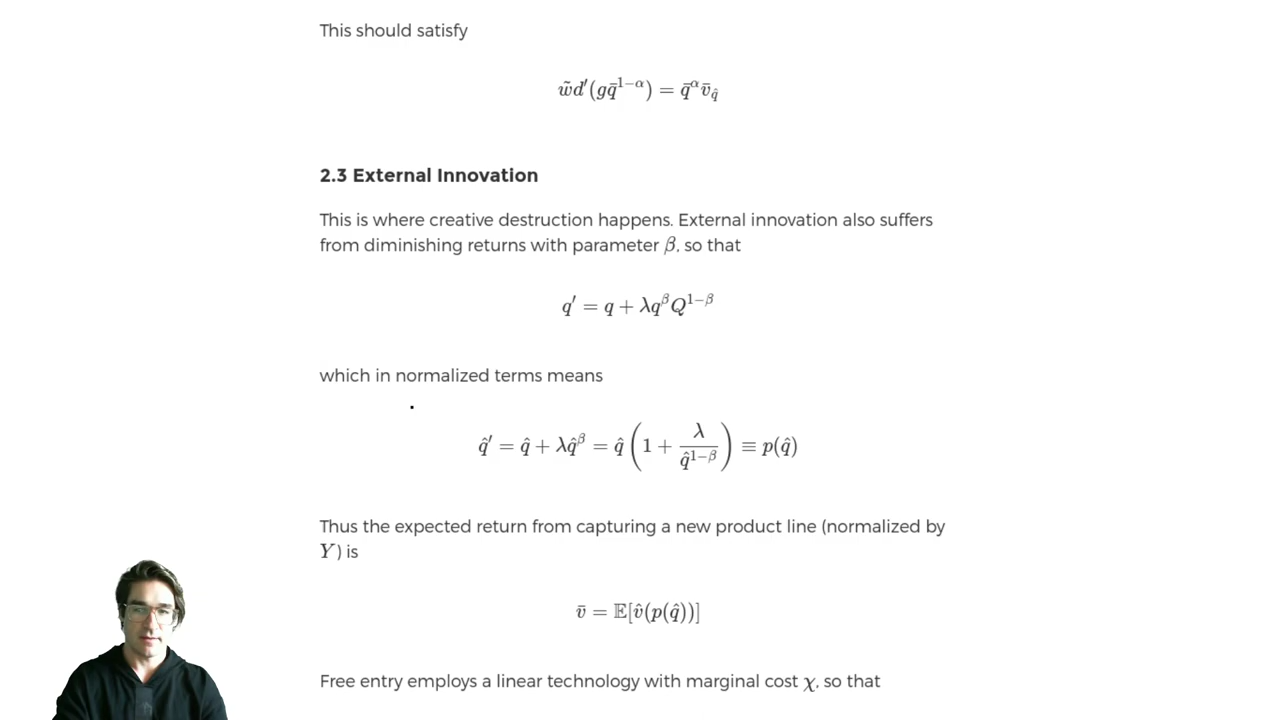 This should satisfy
w̃d′(gq̄^{1−α}) = q̄^α v̄_{q̂}
2.3 External Innovation
This is where creative destruction happens. External innovation also suffers
from diminishing returns with parameter β, so that
q′ = q + λq^β Q^{1−β}
which in normalized terms means
q̂′ = q̂ + λq̂^β = q̂ (1 + λ/q̂^{1−β}) ≡ p(q̂)
Thus the expected return from capturing a new product line (normalized by
Y) is
v̄ = 𝔼[v̂(p(q̂))]
Free entry employs a linear technology with marginal cost χ, so that